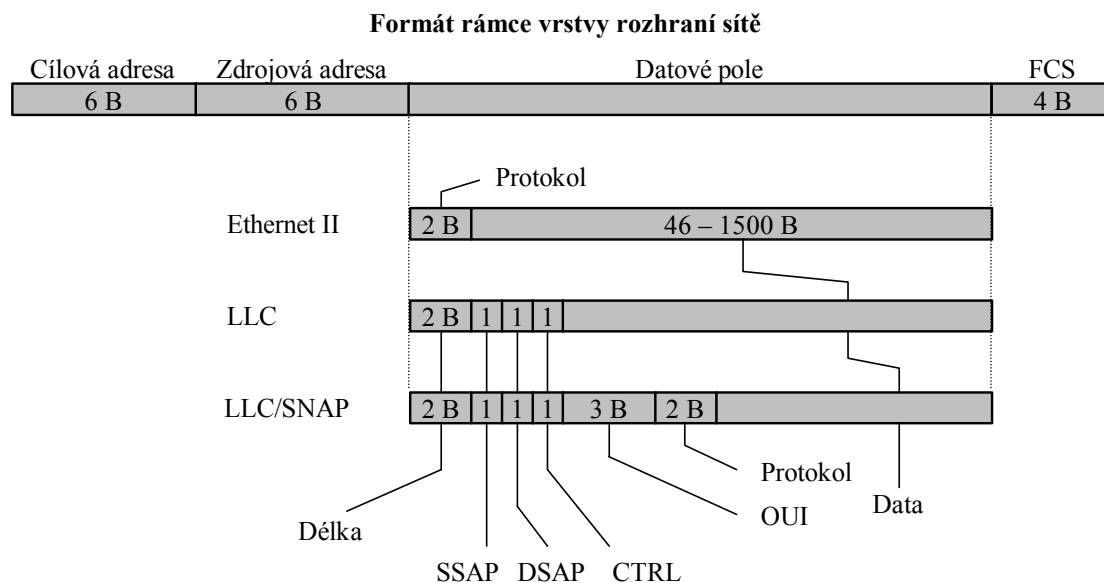 Formát rámce vrstvy rozhraní sítě
Cílová adresa Zdrojová adresa Datové pole FCS
6 B 6 B 4 B
Protokol
Ethernet II 2 B 46 – 1500 B
LLC 2 B 1 1 1
LLC/SNAP 2 B 1 1 1 3 B 2 B
Protokol
Data
OUI
Délka
SSAP DSAP CTRL